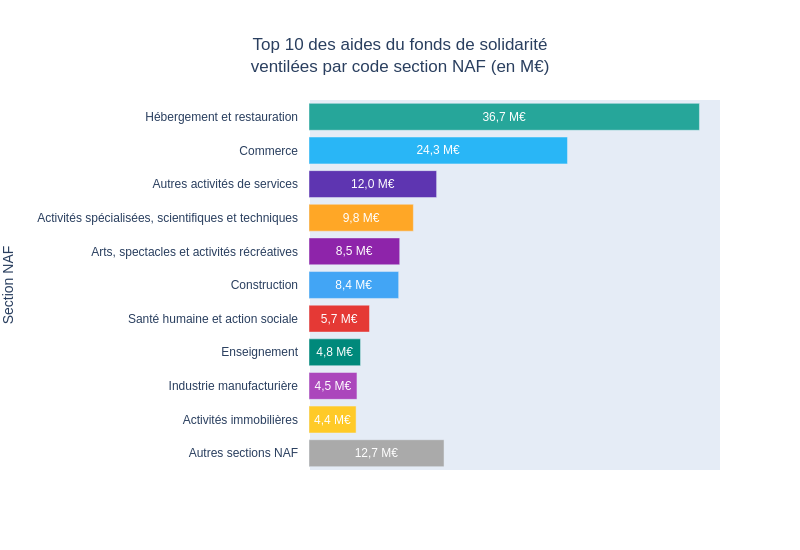 Top 10 des aides du fonds de solidarité
ventilées par code section NAF (en M€)
Section NAF
Hébergement et restauration 36,7 M€
Commerce 24,3 M€
Autres activités de services 12,0 M€
Activités spécialisées, scientifiques et techniques 9,8 M€
Arts, spectacles et activités récréatives 8,5 M€
Construction 8,4 M€
Santé humaine et action sociale 5,7 M€
Enseignement 4,8 M€
Industrie manufacturière 4,5 M€
Activités immobilières 4,4 M€
Autres sections NAF 12,7 M€